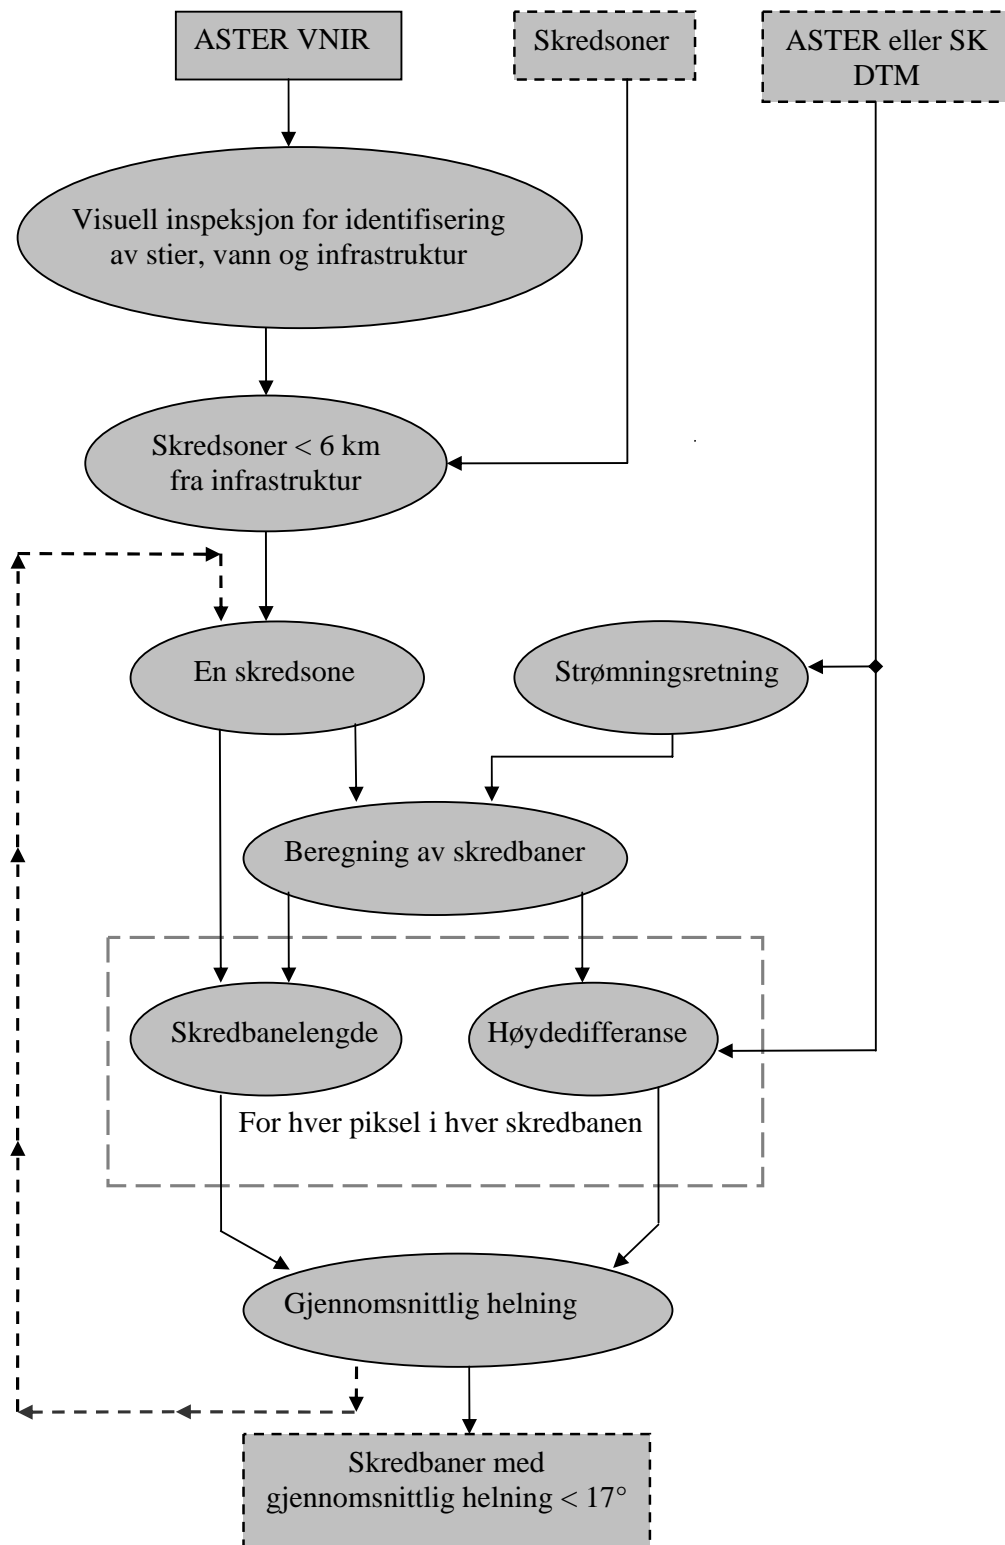 ASTER VNIR
Skredsoner
ASTER eller SK
DTM
Visuell inspeksjon for identifisering
av stier, vann og infrastruktur
Skredsoner < 6 km
fra infrastruktur
En skredsone
Strømningsretning
Beregning av skredbaner
Skredbanelengde
Høydedifferanse
For hver piksel i hver skredbanen
Gjennomsnittlig helning
Skredbaner med
gjennomsnittlig helning < 17°